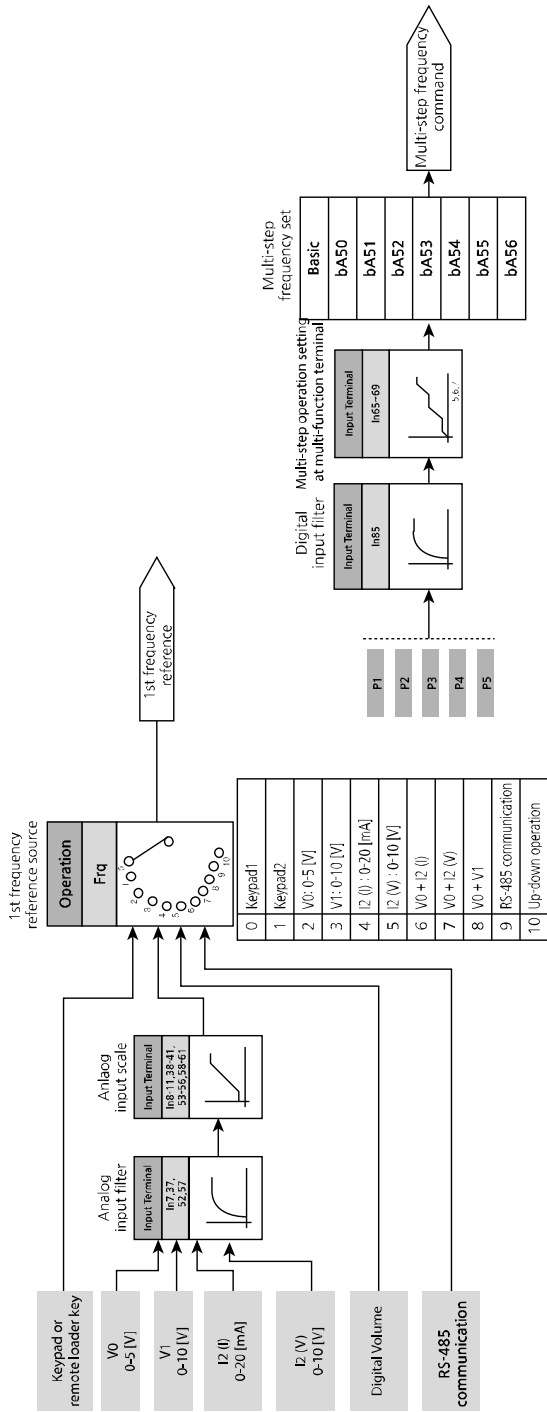 Keypad or
remote loader key
V0
0-5 [V]
V1
0-10 [V]
I2 (I)
0-20 [mA]
I2 (V)
0-10 [V]
Digital Volume
RS-485
communication
Analog
input filter
Input Terminal
In7,37,
52,57
Anlaog
input scale
Input Terminal
In8-11,38-41,
53-56,58-61
1st frequency
reference source
Operation
Frq
0
1
2
3
4
5
6
7
8
9
10
0 Keypad1
1 Keypad2
2 V0: 0-5 [V]
3 V1: 0-10 [V]
4 I2 (I) : 0-20 [mA]
5 I2 (V) : 0-10 [V]
6 V0 + I2 (I)
7 V0 + I2 (V)
8 V0 + V1
9 RS-485 communication
10 Up-down operation
1st frequency
reference
P1
P2
P3
P4
P5
Digital
input filter
Input Terminal
In85
Multi-step operation setting
at multi-function terminal
Input Terminal
In65~69
5,6,7
Multi-step
frequency set
Basic
bA50
bA51
bA52
bA53
bA54
bA55
bA56
Multi-step frequency
command